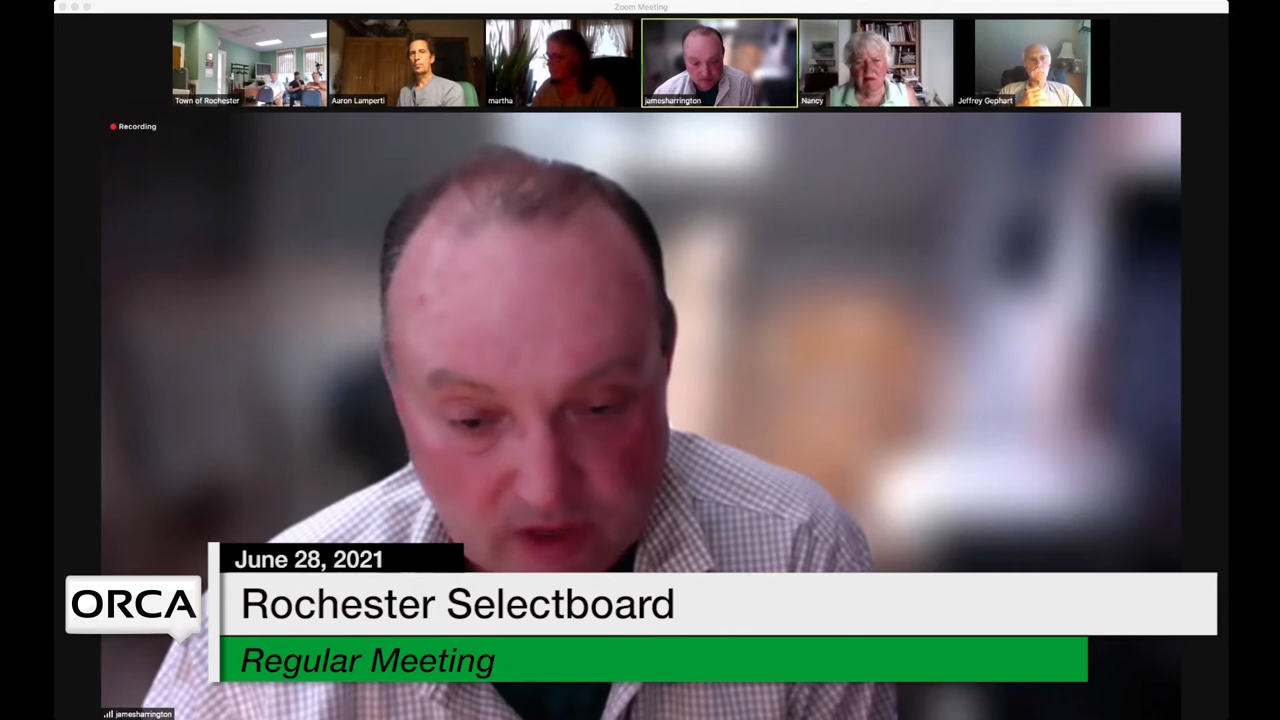 Zoom Meeting
Town of Rochester
Aaron Lamperti
martha
jamesharrington
Nancy
Jeffrey Gephart
Recording
June 28, 2021
ORCA
Rochester Selectboard
Regular Meeting
jamesharrington